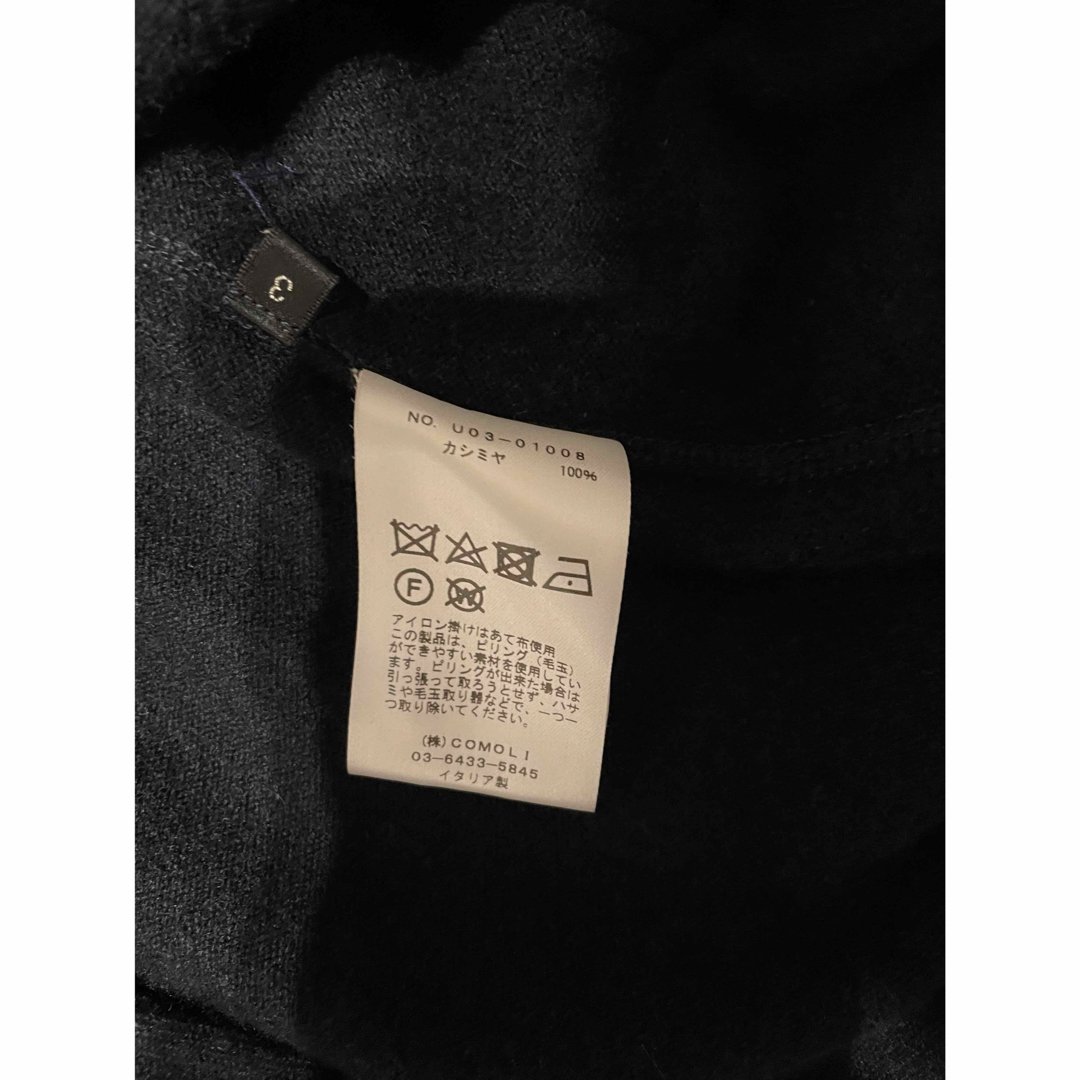 3
NO. U03-01008
カシミヤ 100%
F
W
アイロン掛けはあて布使用
この製品は、ピリング(毛玉)
ができやすい素材を使用してい
ます。ピリングが出来た場合は
引っ張って取ろうとせず、ハサ
ミや毛玉取り器などで、一つ一
つ取り除いてください。
(株)COMOLI
03-6433-5845
イタリア製